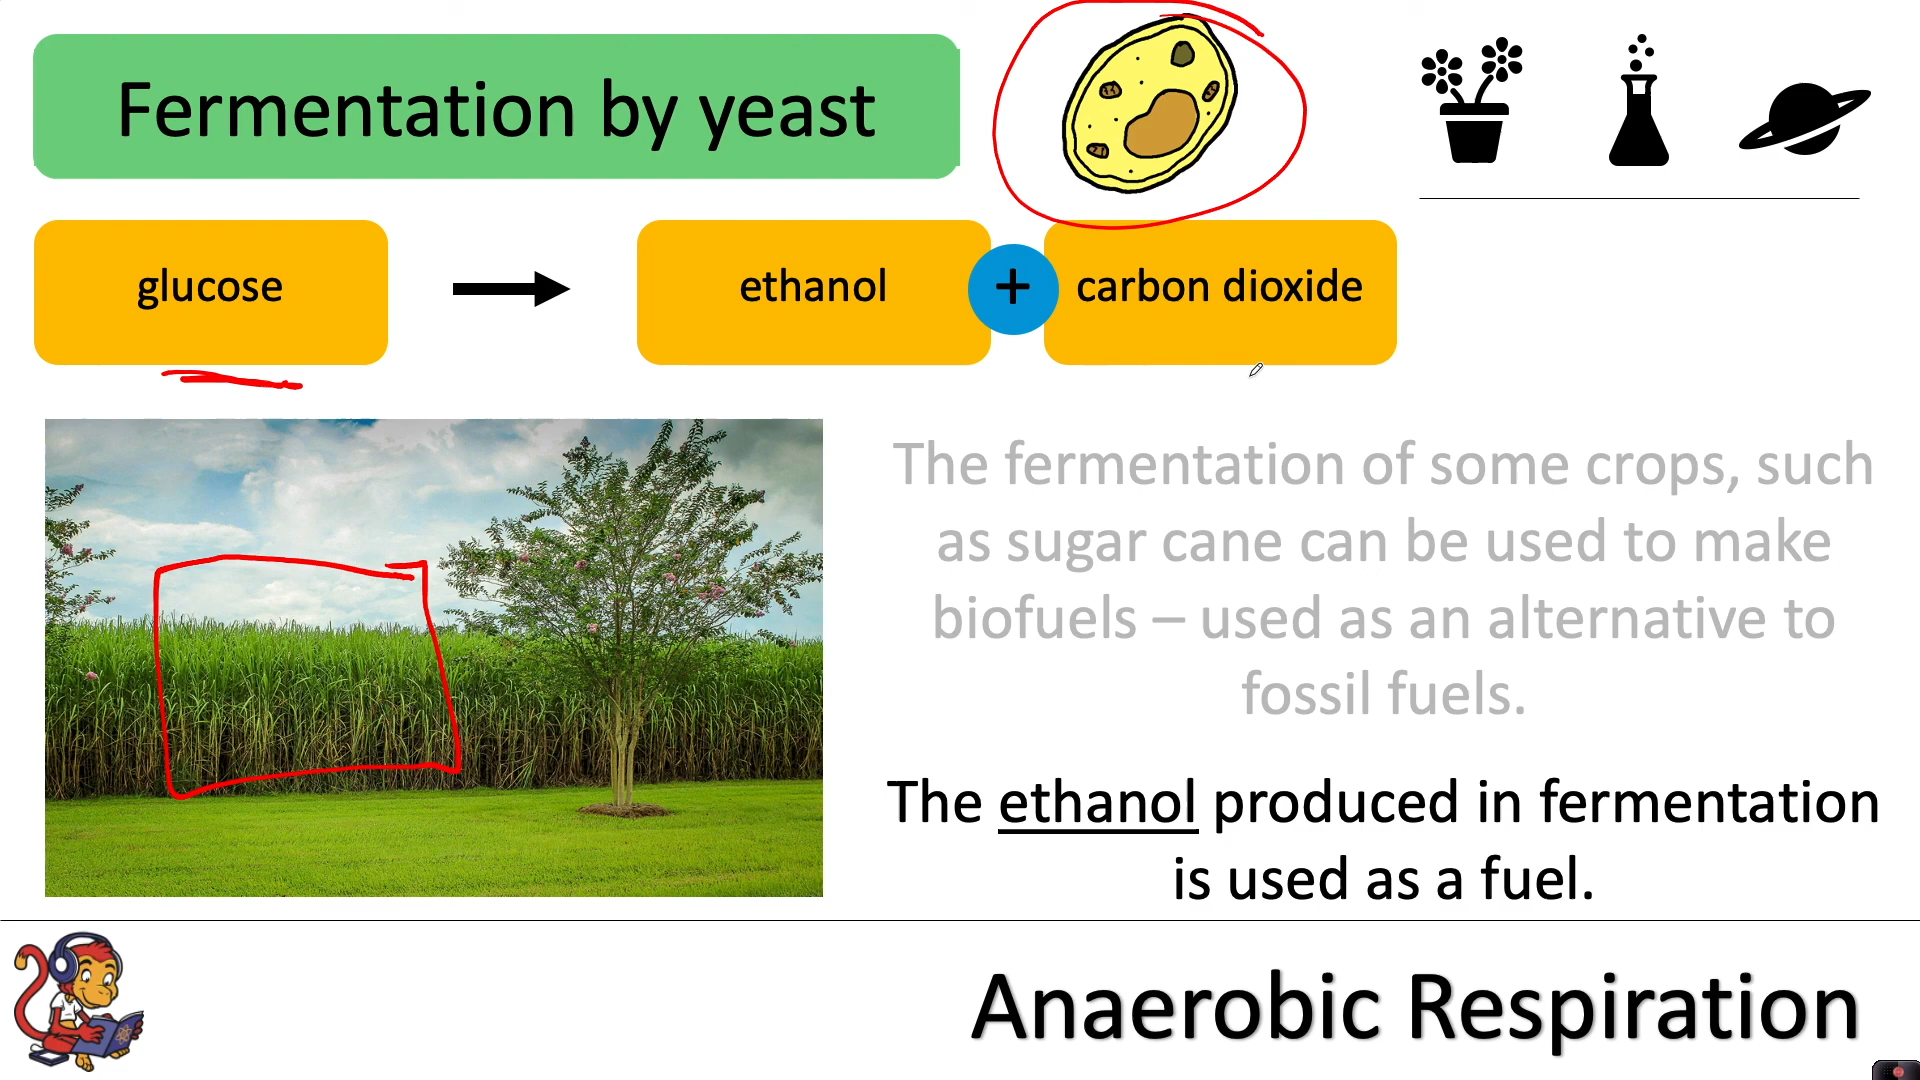 Fermentation by yeast
glucose
ethanol
+
carbon dioxide
The fermentation of some crops, such
as sugar cane can be used to make
biofuels – used as an alternative to
fossil fuels.
The ethanol produced in fermentation
is used as a fuel.
Anaerobic Respiration